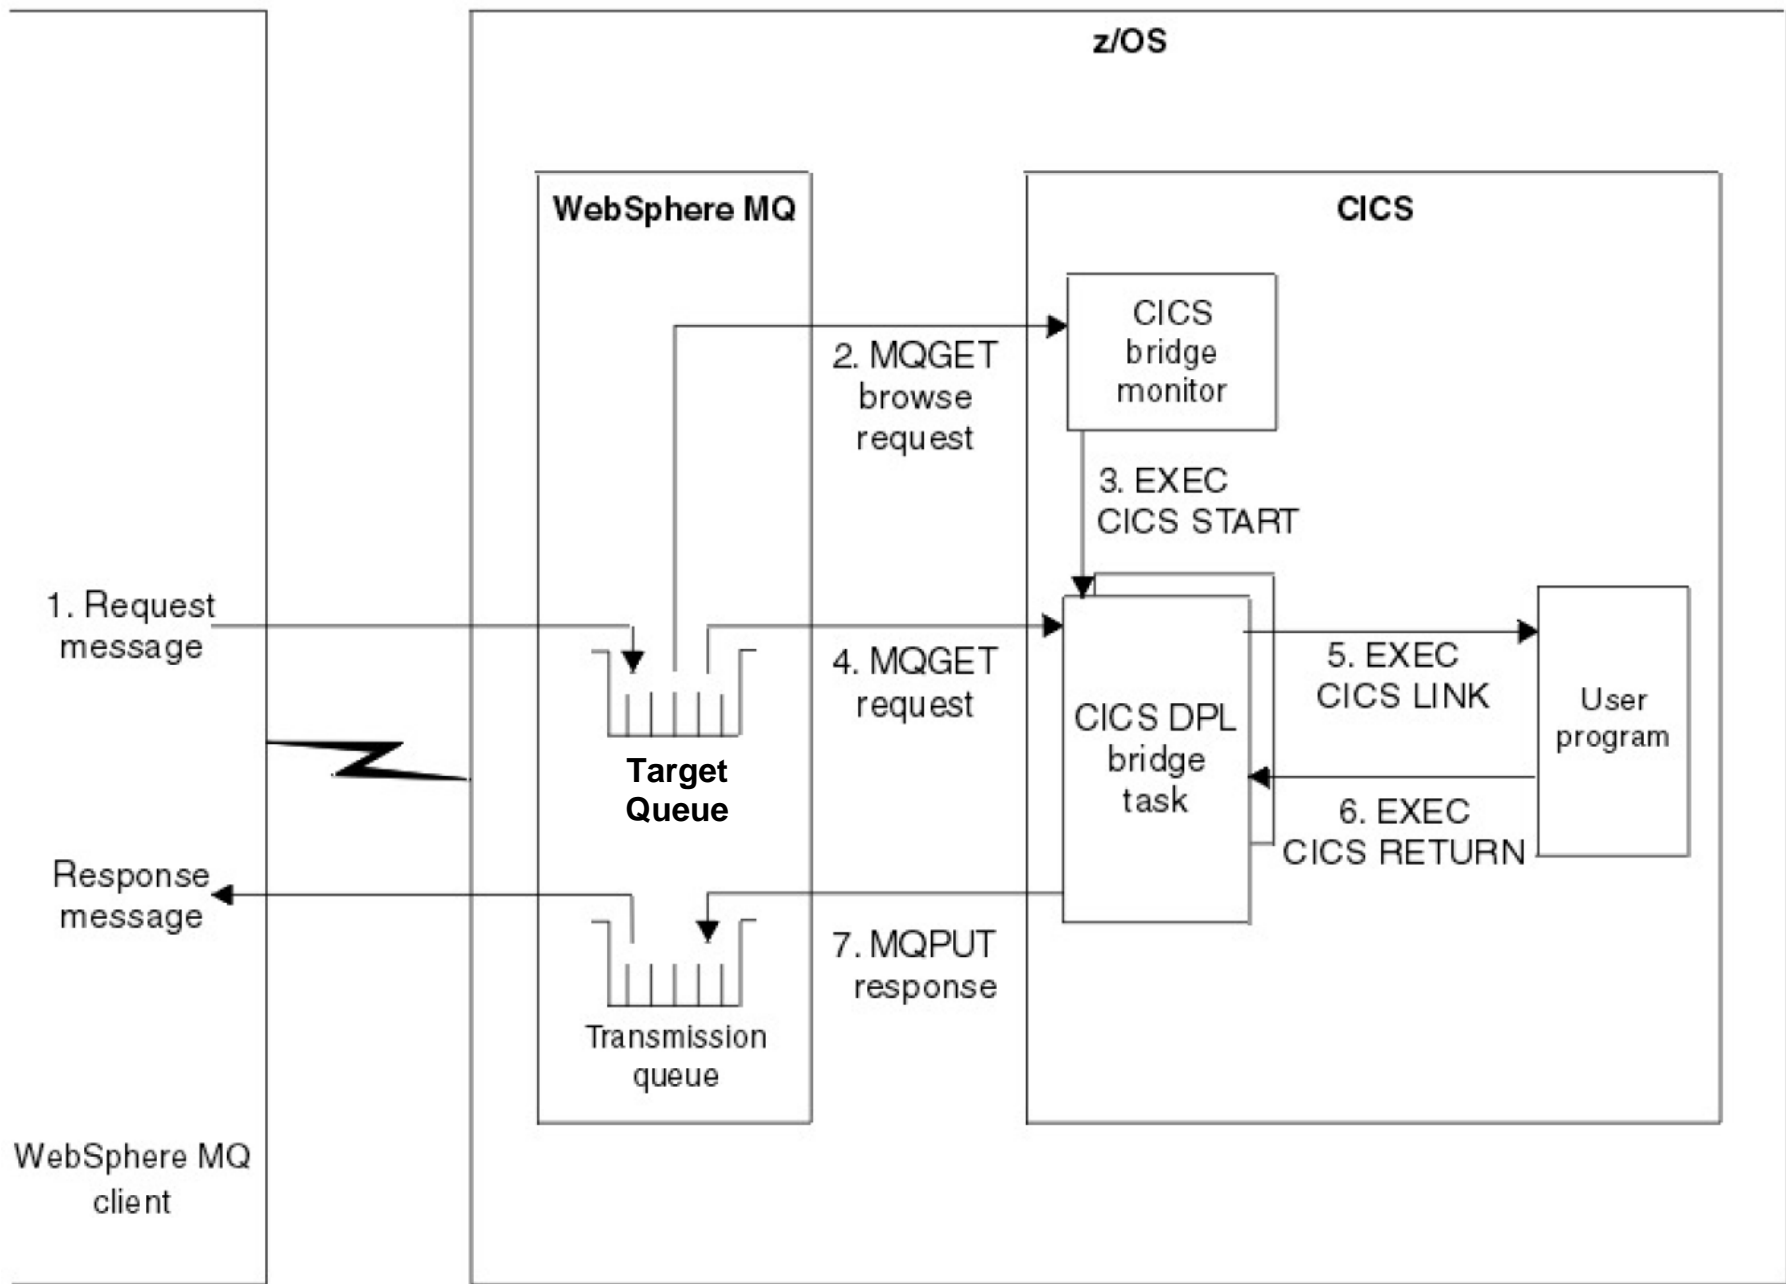 z/OS
WebSphere MQ
CICS
CICS
bridge
monitor
2. MQGET
browse
request
3. EXEC
CICS START
1. Request
message
4. MQGET
request
5. EXEC
CICS LINK
User
program
CICS DPL
bridge
task
Target
Queue
6. EXEC
CICS RETURN
Response
message
7. MQPUT
response
Transmission
queue
WebSphere MQ
client